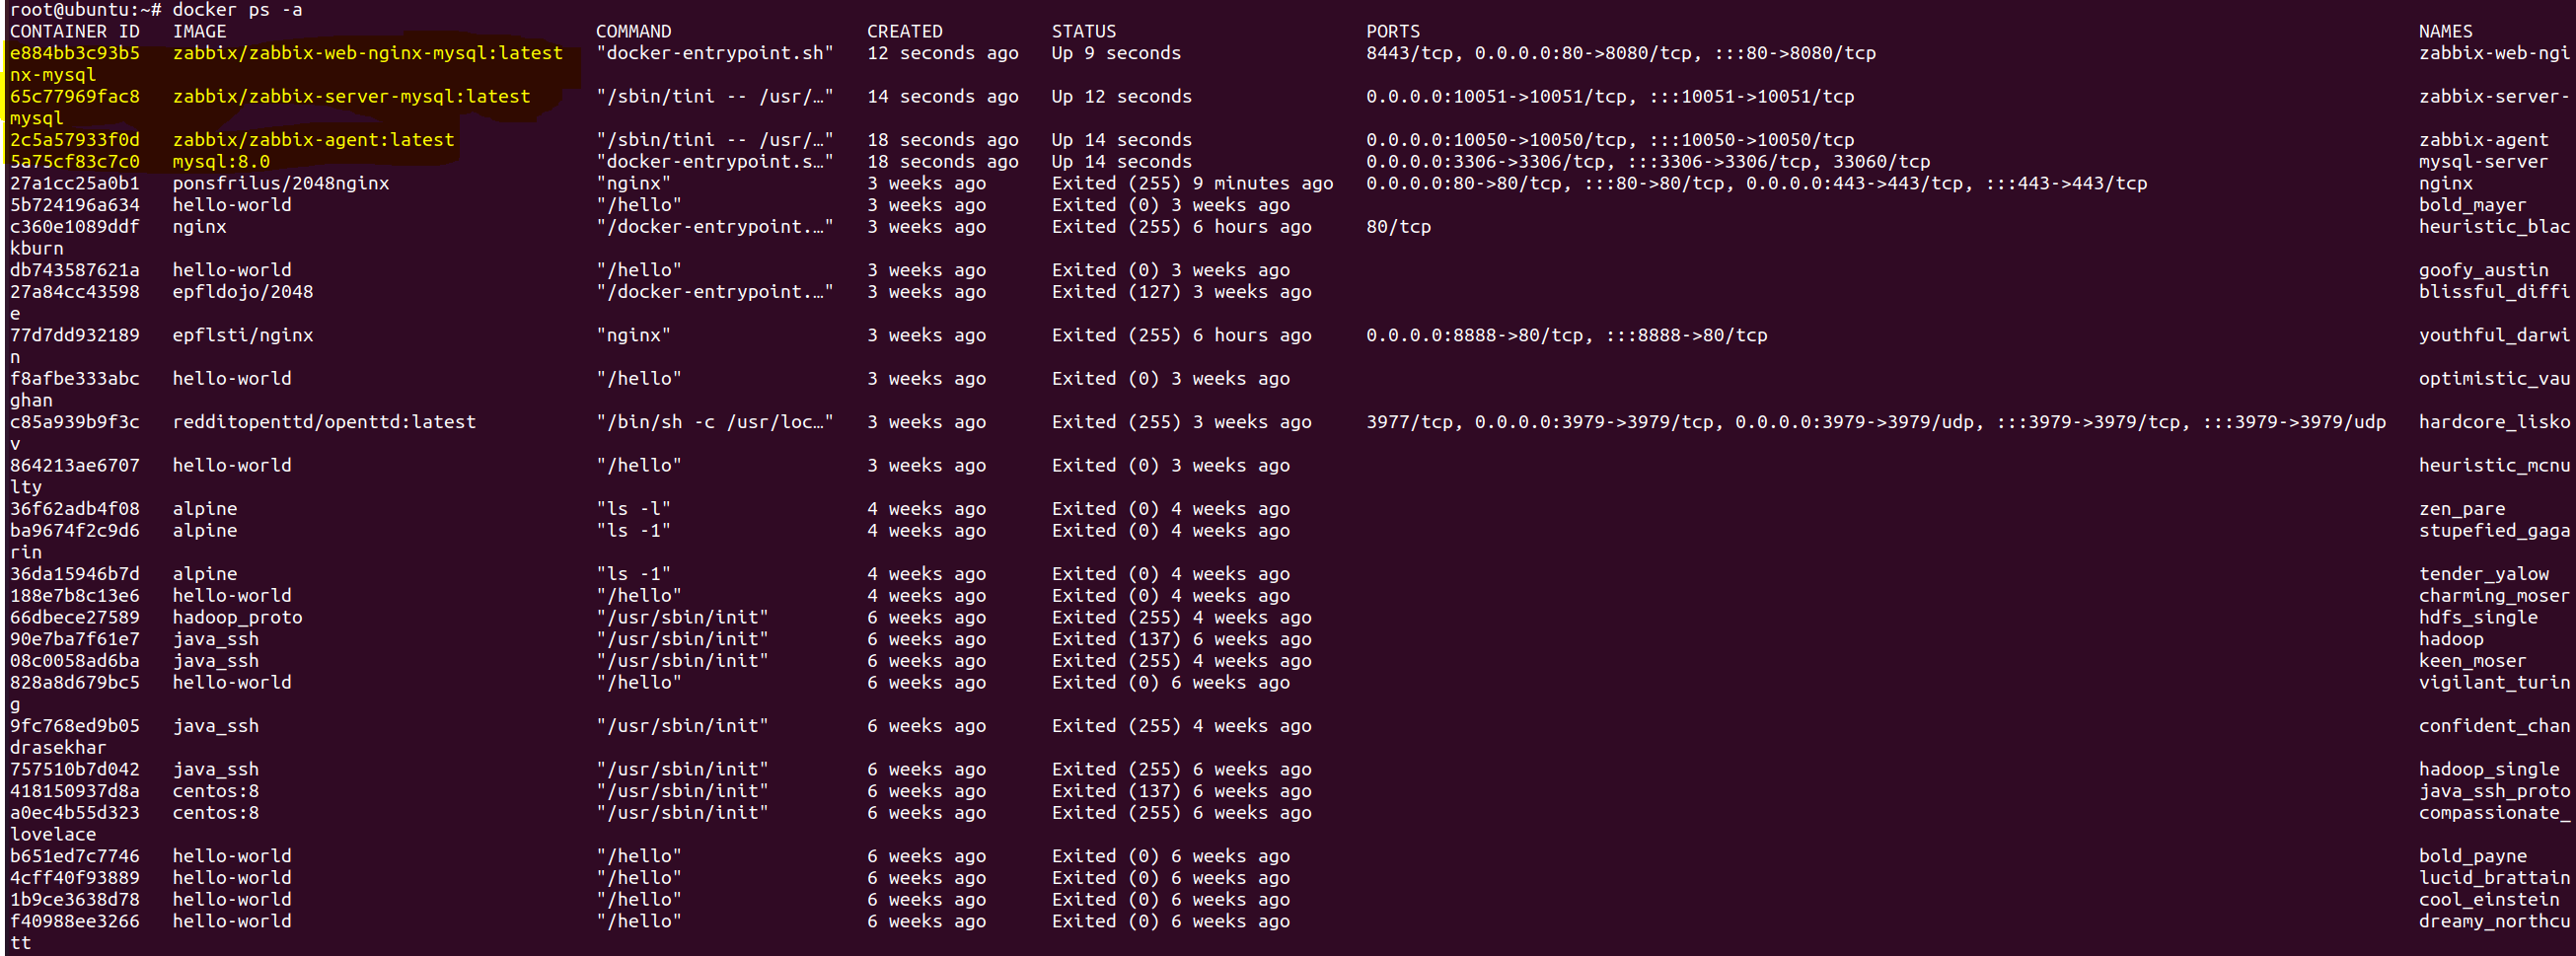 root@ubuntu:~# docker ps -a
CONTAINER ID   IMAGE                                  COMMAND                  CREATED          STATUS                       PORTS                                                                                          NAMES
e884bb3c93b5   zabbix/zabbix-web-nginx-mysql:latest   "docker-entrypoint.sh"   12 seconds ago   Up 9 seconds                 8443/tcp, 0.0.0.0:80->8080/tcp, :::80->8080/tcp                                                zabbix-web-ngi
nx-mysql
65c77969fac8   zabbix/zabbix-server-mysql:latest      "/sbin/tini -- /usr/…"   14 seconds ago   Up 12 seconds                0.0.0.0:10051->10051/tcp, :::10051->10051/tcp                                                  zabbix-server-
mysql
2c5a57933f0d   zabbix/zabbix-agent:latest             "/sbin/tini -- /usr/…"   18 seconds ago   Up 14 seconds                0.0.0.0:10050->10050/tcp, :::10050->10050/tcp                                                  zabbix-agent
5a75cf83c7c0   mysql:8.0                              "docker-entrypoint.s…"   18 seconds ago   Up 14 seconds                0.0.0.0:3306->3306/tcp, :::3306->3306/tcp, 33060/tcp                                           mysql-server
27a1cc25a0b1   ponsfrilus/2048nginx                   "nginx"                  3 weeks ago      Exited (255) 9 minutes ago   0.0.0.0:80->80/tcp, :::80->80/tcp, 0.0.0.0:443->443/tcp, :::443->443/tcp                       nginx
5b724196a634   hello-world                            "/hello"                 3 weeks ago      Exited (0) 3 weeks ago                                                                                                      bold_mayer
c360e1089ddf   nginx                                  "/docker-entrypoint.…"   3 weeks ago      Exited (255) 6 hours ago     80/tcp                                                                                         heuristic_blac
kburn
db743587621a   hello-world                            "/hello"                 3 weeks ago      Exited (0) 3 weeks ago                                                                                                      goofy_austin
27a84cc43598   epfldojo/2048                          "/docker-entrypoint.…"   3 weeks ago      Exited (127) 3 weeks ago                                                                                                    blissful_diffi
e
77d7dd932189   epflsti/nginx                          "nginx"                  3 weeks ago      Exited (255) 6 hours ago     0.0.0.0:8888->80/tcp, :::8888->80/tcp                                                          youthful_darwi
n
f8afbe333abc   hello-world                            "/hello"                 3 weeks ago      Exited (0) 3 weeks ago                                                                                                      optimistic_vau
ghan
c85a939b9f3c   redditopenttd/openttd:latest           "/bin/sh -c /usr/loc…"   3 weeks ago      Exited (255) 3 weeks ago     3977/tcp, 0.0.0.0:3979->3979/tcp, 0.0.0.0:3979->3979/udp, :::3979->3979/tcp, :::3979->3979/udp   hardcore_lisko
v
864213ae6707   hello-world                            "/hello"                 3 weeks ago      Exited (0) 3 weeks ago                                                                                                      heuristic_mcnu
lty
36f62adb4f08   alpine                                 "ls -l"                  4 weeks ago      Exited (0) 4 weeks ago                                                                                                      zen_pare
ba9674f2c9d6   alpine                                 "ls -1"                  4 weeks ago      Exited (0) 4 weeks ago                                                                                                      stupefied_gaga
rin
36da15946b7d   alpine                                 "ls -1"                  4 weeks ago      Exited (0) 4 weeks ago                                                                                                      tender_yalow
188e7b8c13e6   hello-world                            "/hello"                 4 weeks ago      Exited (0) 4 weeks ago                                                                                                      charming_moser
66dbece27589   hadoop_proto                           "/usr/sbin/init"         6 weeks ago      Exited (255) 4 weeks ago                                                                                                    hdfs_single
90e7ba7f61e7   java_ssh                               "/usr/sbin/init"         6 weeks ago      Exited (137) 6 weeks ago                                                                                                    hadoop
08c0058ad6ba   java_ssh                               "/usr/sbin/init"         6 weeks ago      Exited (255) 4 weeks ago                                                                                                    keen_moser
828a8d679bc5   hello-world                            "/hello"                 6 weeks ago      Exited (0) 6 weeks ago                                                                                                      vigilant_turin
g
9fc768ed9b05   java_ssh                               "/usr/sbin/init"         6 weeks ago      Exited (255) 4 weeks ago                                                                                                    confident_chan
drasekhar
757510b7d042   java_ssh                               "/usr/sbin/init"         6 weeks ago      Exited (255) 6 weeks ago                                                                                                    hadoop_single
418150937d8a   centos:8                               "/usr/sbin/init"         6 weeks ago      Exited (137) 6 weeks ago                                                                                                    java_ssh_proto
a0ec4b55d323   centos:8                               "/usr/sbin/init"         6 weeks ago      Exited (255) 6 weeks ago                                                                                                    compassionate_
lovelace
b651ed7c7746   hello-world                            "/hello"                 6 weeks ago      Exited (0) 6 weeks ago                                                                                                      bold_payne
4cff40f93889   hello-world                            "/hello"                 6 weeks ago      Exited (0) 6 weeks ago                                                                                                      lucid_brattain
1b9ce3638d78   hello-world                            "/hello"                 6 weeks ago      Exited (0) 6 weeks ago                                                                                                      cool_einstein
f40988ee3266   hello-world                            "/hello"                 6 weeks ago      Exited (0) 6 weeks ago                                                                                                      dreamy_northcu
tt